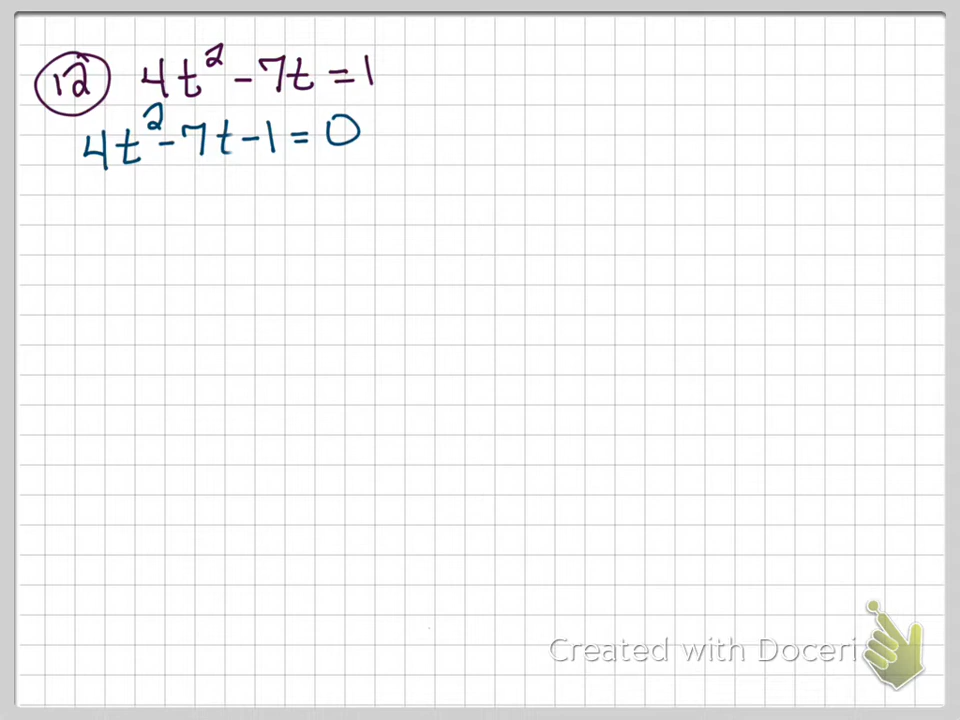 12 4t² - 7t = 1
4t² - 7t - 1 = 0
Created with Doceri